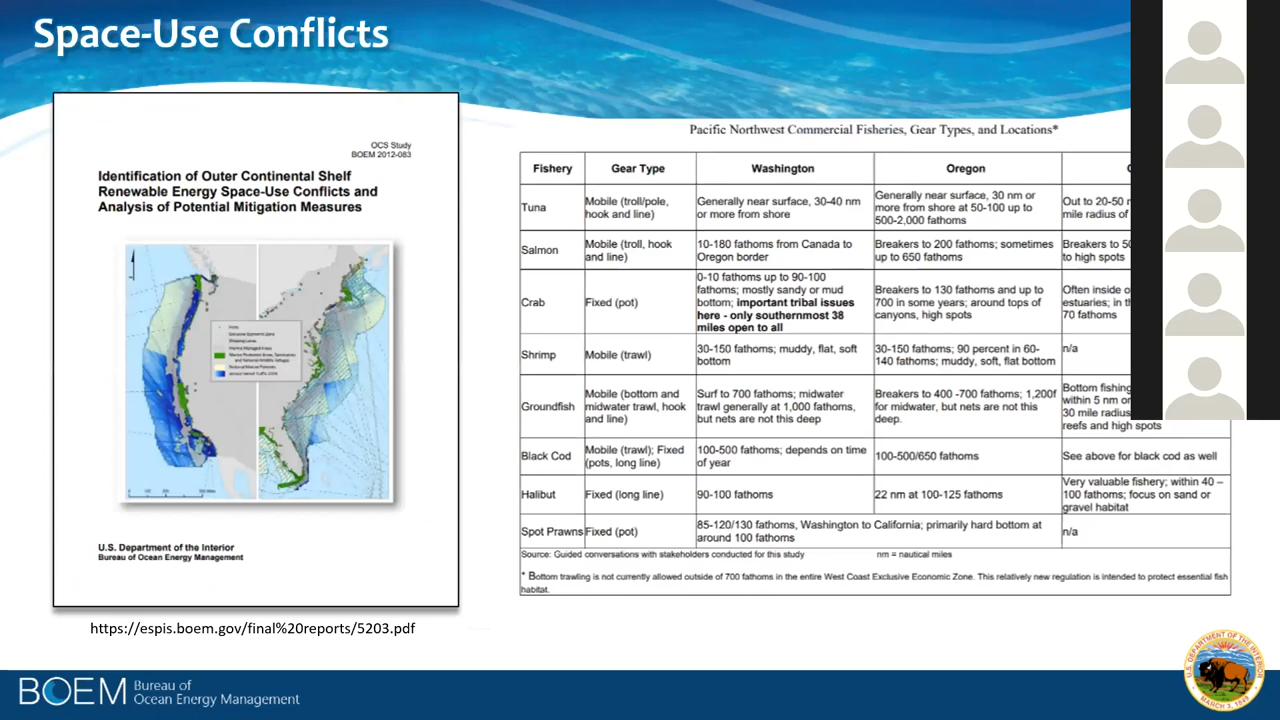 Space-Use Conflicts
OCS Study
BOEM 2012-083
Identification of Outer Continental Shelf
Renewable Energy Space-Use Conflicts and
Analysis of Potential Mitigation Measures
U.S. Department of the Interior
Bureau of Ocean Energy Management
https://espis.boem.gov/final%20reports/5203.pdf
Pacific Northwest Commercial Fisheries, Gear Types, and Locations*
Fishery Gear Type Washington Oregon
Tuna
Mobile (troll/pole,
hook and line)
Generally near surface, 30-40 nm
or more from shore
Generally near surface, 30 nm or
more from shore at 50-100 up to
500-2,000 fathoms
Out to 20-50
mile radius of
Salmon
Mobile (troll, hook
and line)
10-180 fathoms from Canada to
Oregon border
Breakers to 200 fathoms; sometimes
up to 650 fathoms
Breakers to
to high spots
Crab
Fixed (pot)
0-10 fathoms up to 90-100
fathoms; mostly sandy or mud
bottom; important tribal issues
here - only southernmost 38
miles open to all
Breakers to 130 fathoms and up to
700 in some years; around tops of
canyons, high spots
Often inside
estuaries; in
70 fathoms
Shrimp
Mobile (trawl)
30-150 fathoms; muddy, flat, soft
bottom
30-150 fathoms; 90 percent in 60-
140 fathoms; muddy, soft, flat bottom
n/a
Groundfish
Mobile (bottom and
midwater trawl, hook
and line)
Surf to 700 fathoms; midwater
trawl generally at 1,000 fathoms,
but nets are not this deep
Breakers to 400 -700 fathoms; 1,200f
for midwater, but nets are not this
deep.
Bottom fishing
within 5 nm or
30 mile radius
reefs and high spots
Black Cod
Mobile (trawl); Fixed
(pots, long line)
100-500 fathoms; depends on time
of year
100-500/650 fathoms
See above for black cod as well
Halibut
Fixed (long line)
90-100 fathoms
22 nm at 100-125 fathoms
Very valuable fishery; within 40 –
100 fathoms; focus on sand or
gravel habitat
Spot Prawns
Fixed (pot)
85-120/130 fathoms, Washington to California; primarily hard bottom at
around 100 fathoms
n/a
Source: Guided conversations with stakeholders conducted for this study nm = nautical miles
* Bottom trawling is not currently allowed outside of 700 fathoms in the entire West Coast Exclusive Economic Zone. This relatively new regulation is intended to protect essential fish
habitat.
BOEM
Bureau of
Ocean Energy Management
U.S. DEPARTMENT OF THE INTERIOR
MARCH 3, 1849